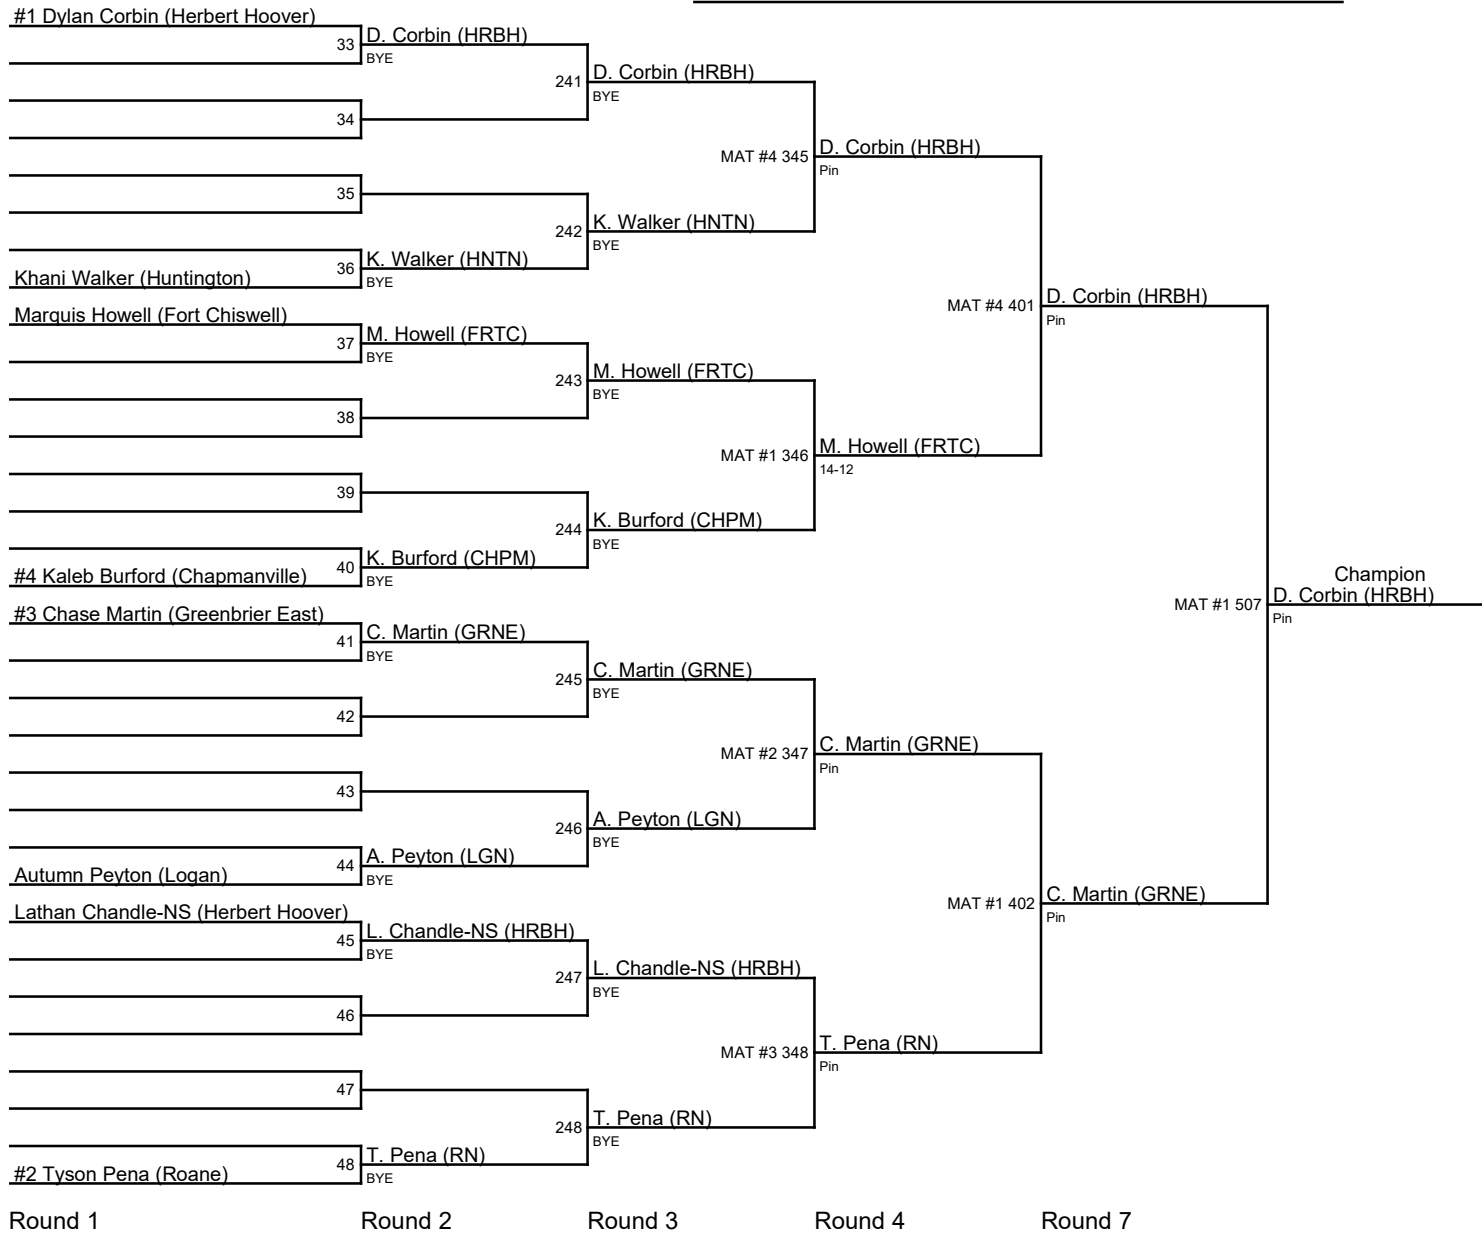 #1 Dylan Corbin (Herbert Hoover)
33 D. Corbin (HRBH)
BYE
241 D. Corbin (HRBH)
BYE
34
MAT #4 345 D. Corbin (HRBH)
Pin
35
242 K. Walker (HNTN)
BYE
36 K. Walker (HNTN)
BYE
Khani Walker (Huntington)
MAT #4 401 D. Corbin (HRBH)
Pin
Marquis Howell (Fort Chiswell)
37 M. Howell (FRTC)
BYE
243 M. Howell (FRTC)
BYE
38
MAT #1 346 M. Howell (FRTC)
14-12
39
244 K. Burford (CHPM)
BYE
40 K. Burford (CHPM)
BYE
#4 Kaleb Burford (Chapmanville)
Champion
MAT #1 507 D. Corbin (HRBH)
Pin
#3 Chase Martin (Greenbrier East)
41 C. Martin (GRNE)
BYE
245 C. Martin (GRNE)
BYE
42
MAT #2 347 C. Martin (GRNE)
Pin
43
246 A. Peyton (LGN)
BYE
44 A. Peyton (LGN)
BYE
Autumn Peyton (Logan)
MAT #1 402 C. Martin (GRNE)
Pin
Lathan Chandle-NS (Herbert Hoover)
45 L. Chandle-NS (HRBH)
BYE
247 L. Chandle-NS (HRBH)
BYE
46
MAT #3 348 T. Pena (RN)
Pin
47
248 T. Pena (RN)
BYE
48 T. Pena (RN)
BYE
#2 Tyson Pena (Roane)
Round 1 Round 2 Round 3 Round 4 Round 7